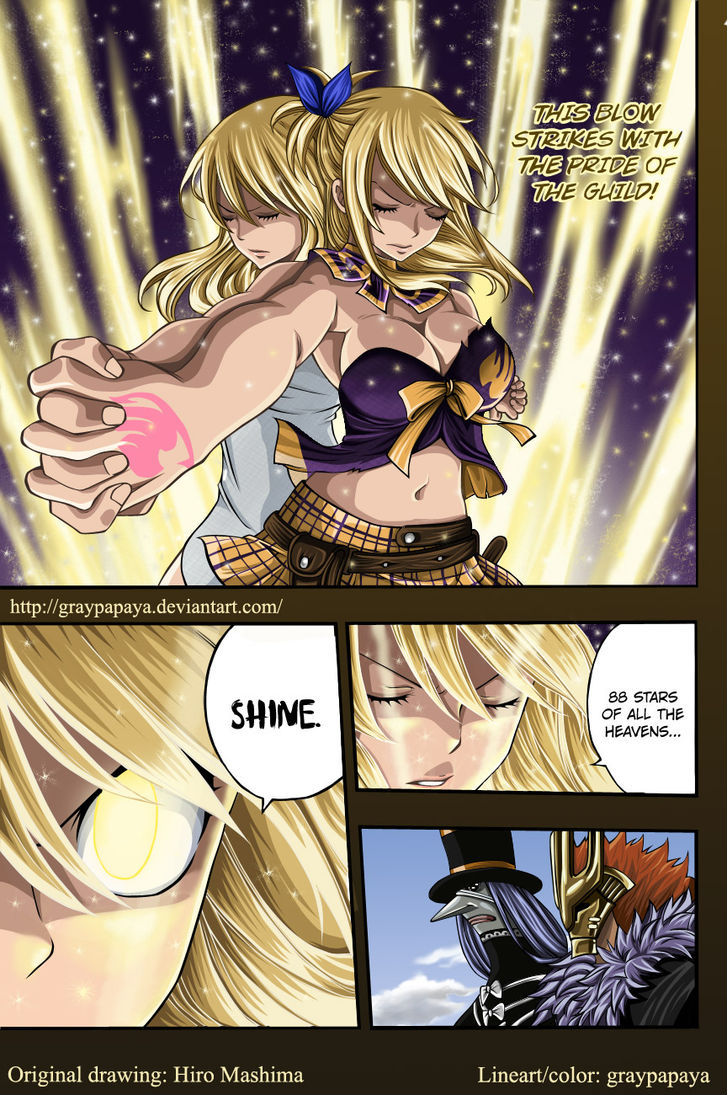 THIS BLOW
STRIKES WITH
THE PRIDE OF
THE GUILD!
http://graypapaya.deviantart.com/
88 STARS
OF ALL THE
HEAVENS...
SHINE.
Original drawing: Hiro Mashima
Lineart/color: graypapaya